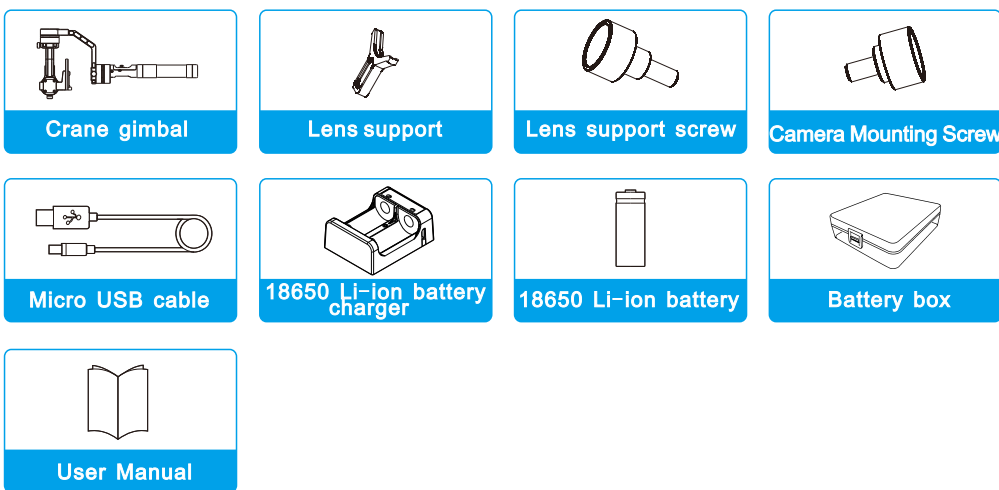 Crane gimbal
Lens support
Lens support screw
Camera Mounting Screw
Micro USB cable
18650 Li-ion battery
charger
18650 Li-ion battery
Battery box
User Manual